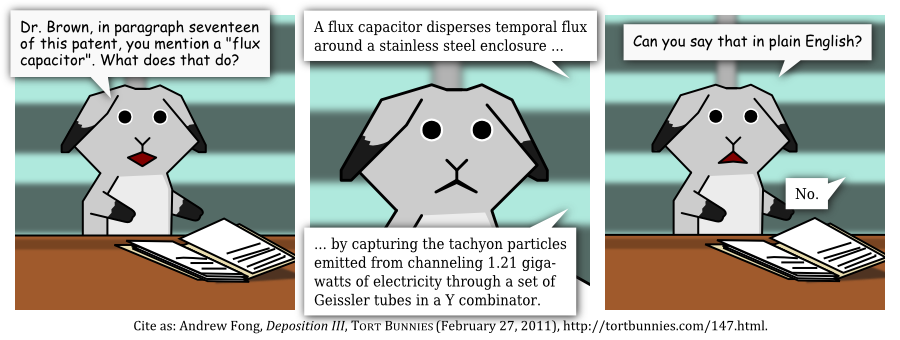 Dr. Brown, in paragraph seventeen
of this patent, you mention a "flux
capacitor". What does that do?
A flux capacitor disperses temporal flux
around a stainless steel enclosure ...
... by capturing the tachyon particles
emitted from channeling 1.21 giga-
watts of electricity through a set of
Geissler tubes in a Y combinator.
Can you say that in plain English?
No.
Cite as: Andrew Fong, Deposition III, TORT BUNNIES (February 27, 2011), http://tortbunnies.com/147.html.